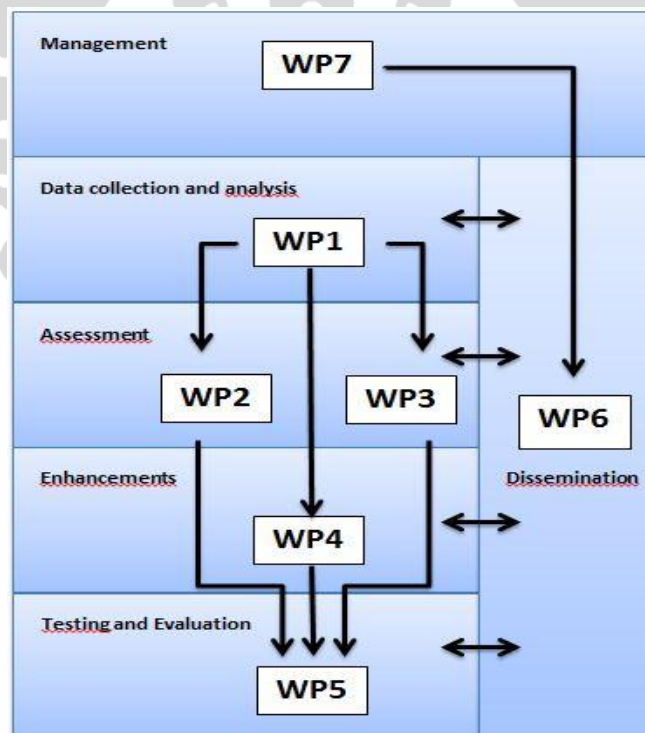 Management
WP7
Data collection and analysis
WP1
Assessment
WP2
WP3
WP6
Enhancements
Dissemination
WP4
Testing and Evaluation
WP5